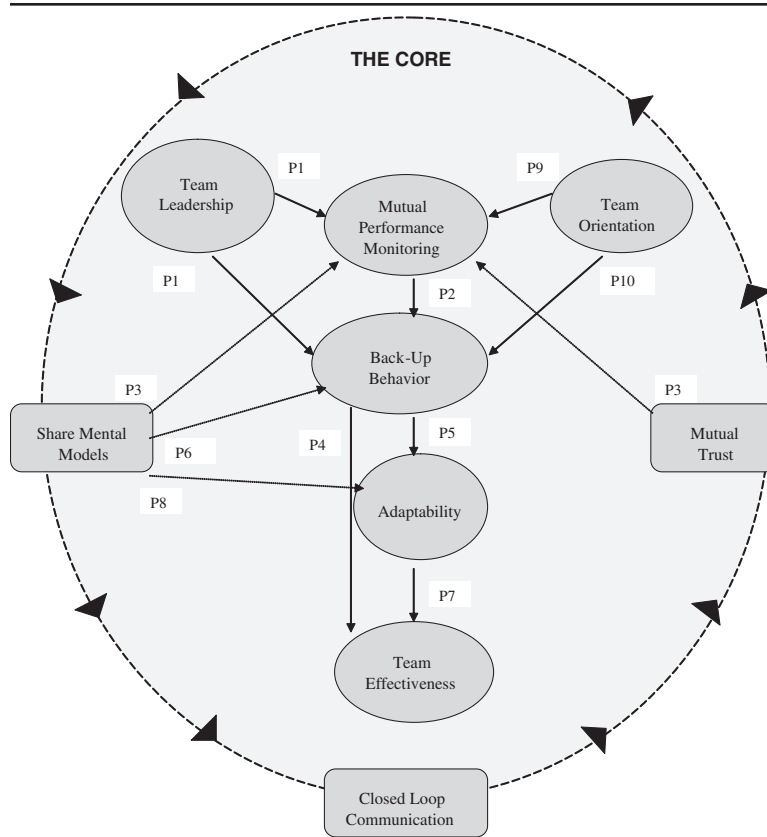 THE CORE
Team
Leadership
P1
Mutual
Performance
Monitoring
P9
Team
Orientation
P1
P2
P10
Back-Up
Behavior
P3
P3
Share Mental
Models
P6
P4
P5
Mutual
Trust
P8
Adaptability
P7
Team
Effectiveness
Closed Loop
Communication